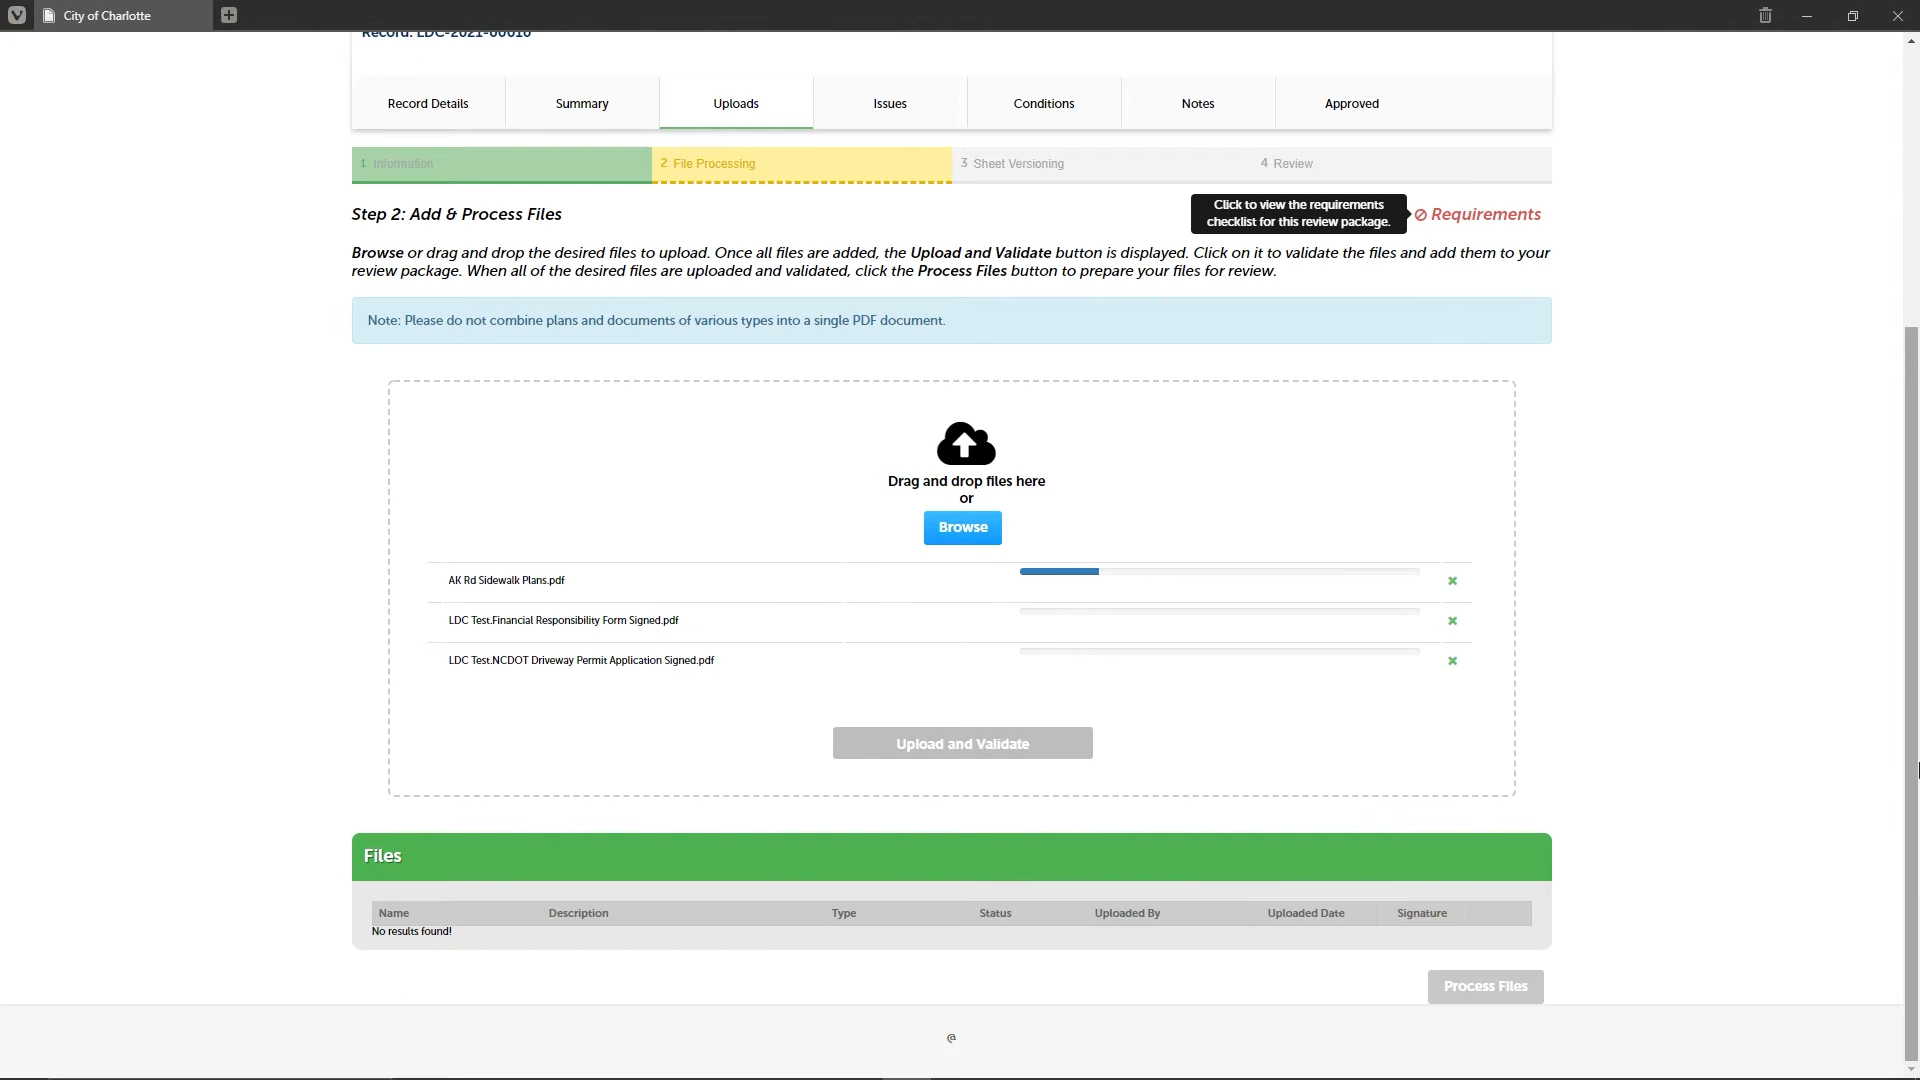 City of Charlotte
Record: LDC-2021-00010
Record Details
Summary
Uploads
Issues
Conditions
Notes
Approved
1 Information
2 File Processing
3 Sheet Versioning
4 Review
Step 2: Add & Process Files
Click to view the requirements
checklist for this review package.
Requirements
Browse or drag and drop the desired files to upload. Once all files are added, the Upload and Validate button is displayed. Click on it to validate the files and add them to your
review package. When all of the desired files are uploaded and validated, click the Process Files button to prepare your files for review.
Note: Please do not combine plans and documents of various types into a single PDF document.
Drag and drop files here
or
Browse
AK Rd Sidewalk Plans.pdf
LDC Test.Financial Responsibility Form Signed.pdf
LDC Test.NCDOT Driveway Permit Application Signed.pdf
Upload and Validate
Files
Name Description Type Status Uploaded By Uploaded Date Signature
No results found!
Process Files
@